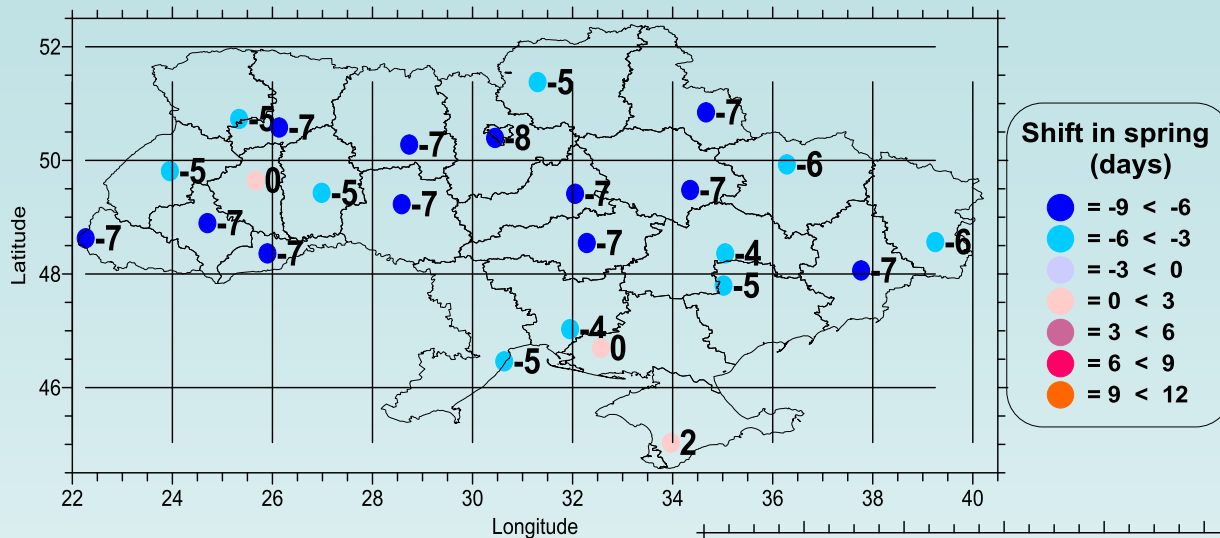 52
-5
-5
-7
-7
-7
-8
50
-5
-6
0
-5
-7
-7
-7
-7
-7
-7
-7
-4
-6
48
-7
-5
-4
0
-5
46
2
22 24 26 28 30 32 34 36 38 40
Longitude
Latitude
Shift in spring
(days)
= -9 < -6
= -6 < -3
= -3 < 0
= 0 < 3
= 3 < 6
= 6 < 9
= 9 < 12